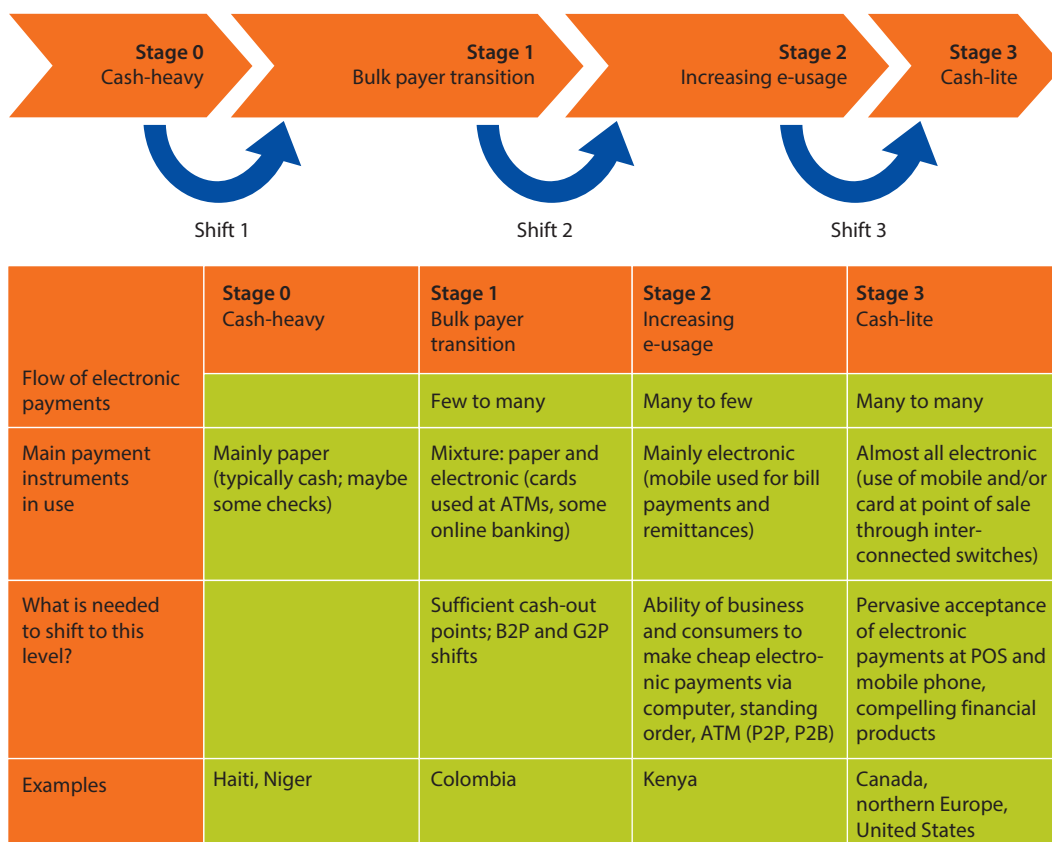 Stage 0
Cash-heavy
Stage 1
Bulk payer transition
Stage 2
Increasing e-usage
Stage 3
Cash-lite
Shift 1
Shift 2
Shift 3
Flow of electronic
payments
Stage 0
Cash-heavy
Stage 1
Bulk payer
transition
Stage 2
Increasing
e-usage
Stage 3
Cash-lite
Few to many
Many to few
Many to many
Main payment
instruments
in use
Mainly paper
(typically cash; maybe
some checks)
Mixture: paper and
electronic (cards
used at ATMs, some
online banking)
Mainly electronic
(mobile used for bill
payments and
remittances)
Almost all electronic
(use of mobile and/or
card at point of sale
through inter-
connected switches)
What is needed
to shift to this
level?
Sufficient cash-out
points; B2P and G2P
shifts
Ability of business
and consumers to
make cheap electro-
nic payments via
computer, standing
order, ATM (P2P, P2B)
Pervasive acceptance
of electronic
payments at POS and
mobile phone,
compelling financial
products
Examples
Haiti, Niger
Colombia
Kenya
Canada,
northern Europe,
United States